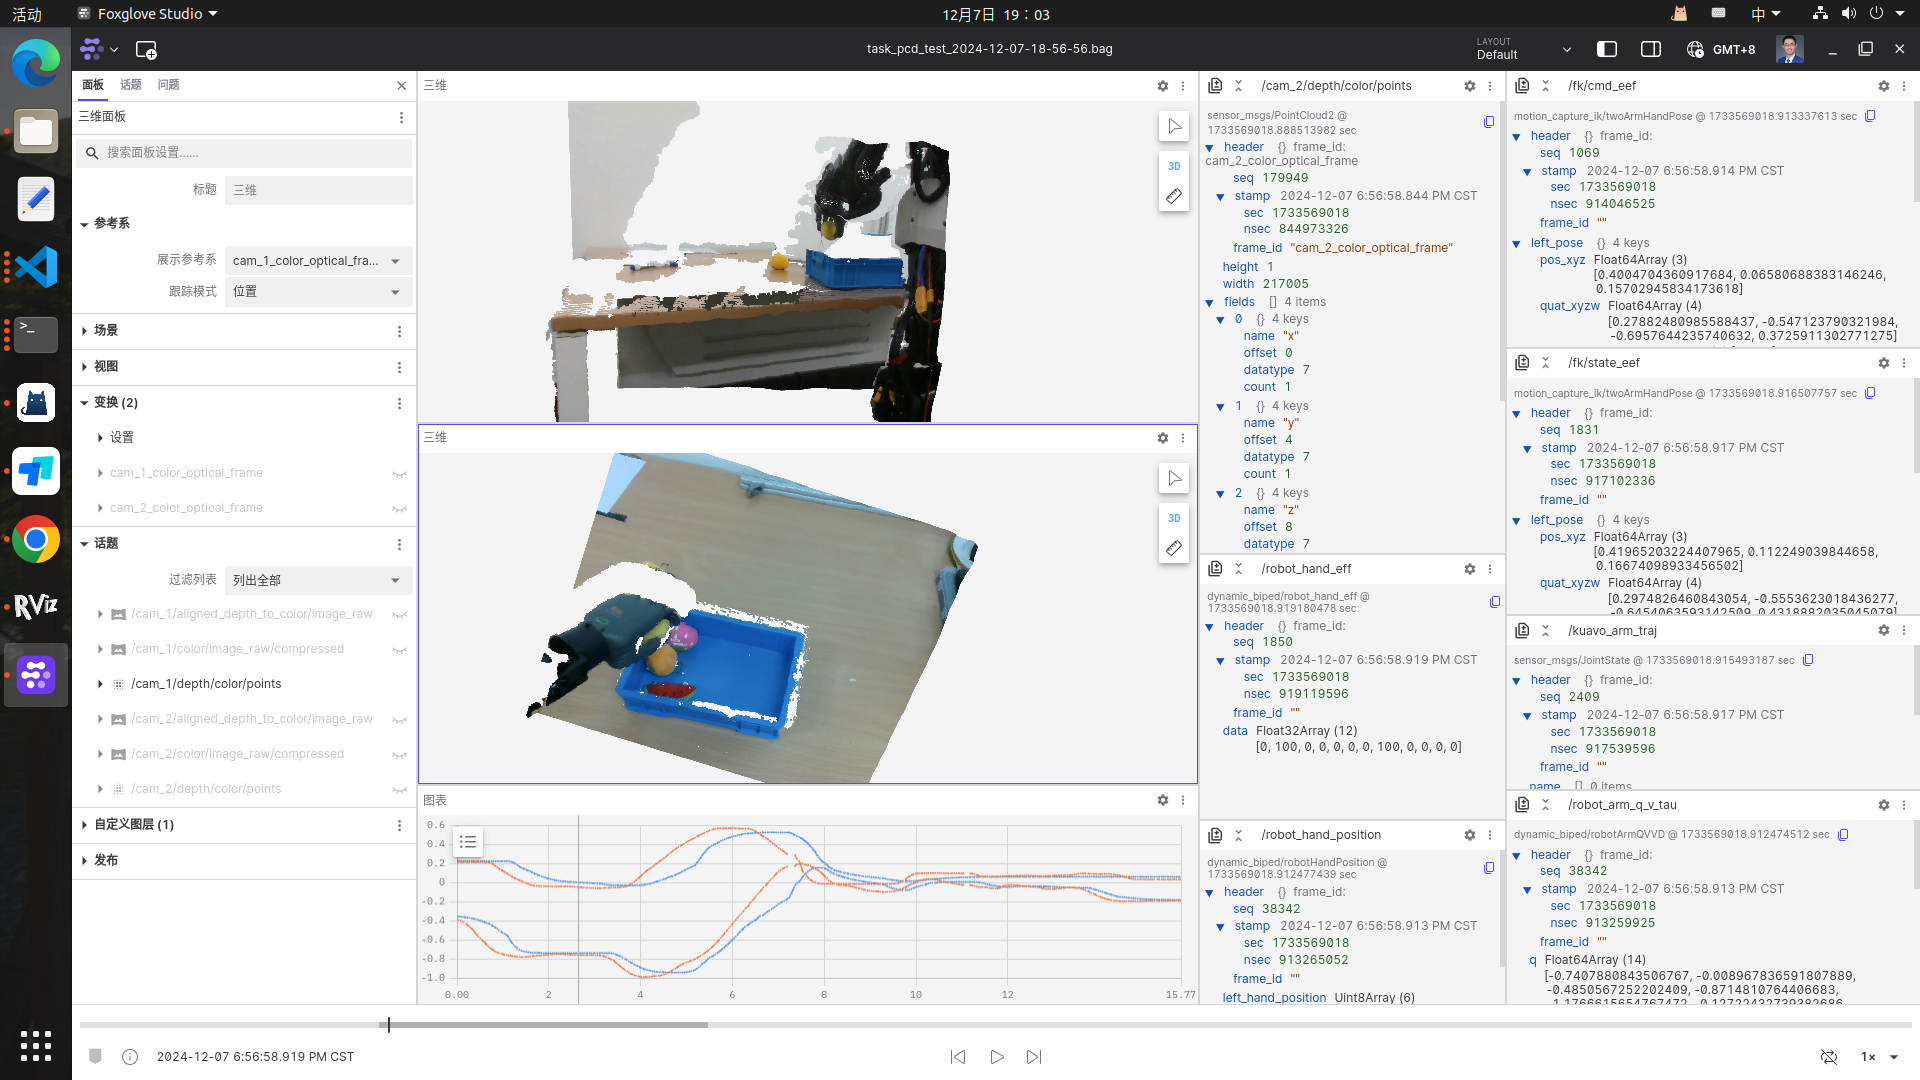 活动
Foxglove Studio
12月7日 19：03
中
task_pcd_test_2024-12-07-18-56-56.bag
LAYOUT
Default
GMT+8
面板 话题 问题
三维面板
搜索面板设置......
标题 三维
参考系
展示参考系 cam_1_color_optical_fra...
跟踪模式 位置
场景
视图
变换 (2)
设置
cam_1_color_optical_frame
cam_2_color_optical_frame
话题
过滤列表 列出全部
/cam_1/aligned_depth_to_color/image_raw
/cam_1/color/image_raw/compressed
/cam_1/depth/color/points
/cam_2/aligned_depth_to_color/image_raw
/cam_2/color/image_raw/compressed
/cam_2/depth/color/points
自定义图层 (1)
发布
RViz
三维
3D
三维
3D
图表
0.6
0.4
0.2
0
-0.2
-0.4
-0.6
-0.8
-1.0
0.00 2 4 6 8 10 12 15.77
/cam_2/depth/color/points
sensor_msgs/PointCloud2 @
1733569018.888513982 sec
header {} frame_id:
cam_2_color_optical_frame
seq 179949
stamp 2024-12-07 6:56:58.844 PM CST
sec 1733569018
nsec 844973326
frame_id "cam_2_color_optical_frame"
height 1
width 217005
fields [] 4 items
0 {} 4 keys
name "x"
offset 0
datatype 7
count 1
1 {} 4 keys
name "y"
offset 4
datatype 7
count 1
2 {} 4 keys
name "z"
offset 8
datatype 7
/robot_hand_eff
dynamic_biped/robot_hand_eff @
1733569018.919180478 sec
header {} frame_id:
seq 1850
stamp 2024-12-07 6:56:58.919 PM CST
sec 1733569018
nsec 919119596
frame_id ""
data Float32Array (12)
[0, 100, 0, 0, 0, 0, 0, 100, 0, 0, 0, 0]
/robot_hand_position
dynamic_biped/robotHandPosition @
1733569018.912477439 sec
header {} frame_id:
seq 38342
stamp 2024-12-07 6:56:58.913 PM CST
sec 1733569018
nsec 913265052
frame_id ""
left_hand_position Uint8Array (6)
/fk/cmd_eef
motion_capture_ik/twoArmHandPose @ 1733569018.913337613 sec
header {} frame_id:
seq 1069
stamp 2024-12-07 6:56:58.914 PM CST
sec 1733569018
nsec 914046525
frame_id ""
left_pose {} 4 keys
pos_xyz Float64Array (3)
[0.4004704360917684, 0.06580688383146246,
0.15702945834173618]
quat_xyzw Float64Array (4)
[0.27882480985588437, -0.547123790321984,
-0.6957644235740632, 0.3725911302771275]
/fk/state_eef
motion_capture_ik/twoArmHandPose @ 1733569018.916507757 sec
header {} frame_id:
seq 1831
stamp 2024-12-07 6:56:58.917 PM CST
sec 1733569018
nsec 917102336
frame_id ""
left_pose {} 4 keys
pos_xyz Float64Array (3)
[0.41965203224407965, 0.112249039844658,
0.16674098933456502]
quat_xyzw Float64Array (4)
[0.2974826460843054, -0.5553623018436277,
-0.6454063593142509, 0.4318882035045079]
/kuavo_arm_traj
sensor_msgs/JointState @ 1733569018.915493187 sec
header {} frame_id:
seq 2409
stamp 2024-12-07 6:56:58.917 PM CST
sec 1733569018
nsec 917539596
frame_id ""
name [] 0 items
/robot_arm_q_v_tau
dynamic_biped/robotArmQVVD @ 1733569018.912474512 sec
header {} frame_id:
seq 38342
stamp 2024-12-07 6:56:58.913 PM CST
sec 1733569018
nsec 913259925
frame_id ""
q Float64Array (14)
[-0.7407880843506767, -0.008967836591807889,
-0.4850567252202409, -0.8714810764406683,
2024-12-07 6:56:58.919 PM CST
1×